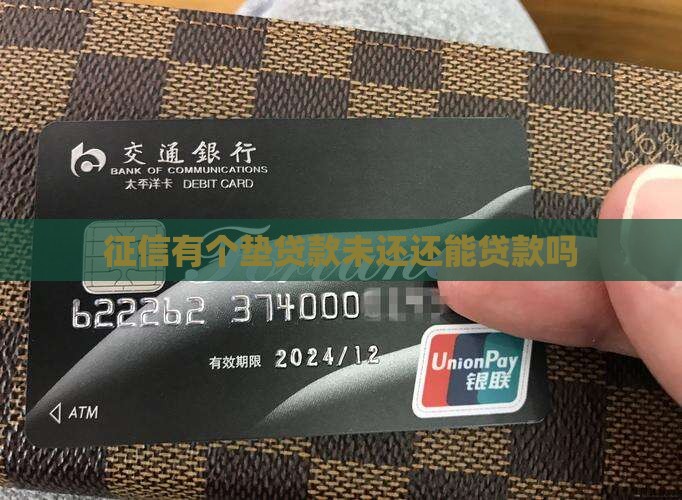 交通銀行
BANK OF COMMUNICATIONS
太平洋卡 DEBIT CARD
征信有个垫贷款未还还能贷款吗
622262 374000
有效期限 2024/12
UnionPay
银联
ATM